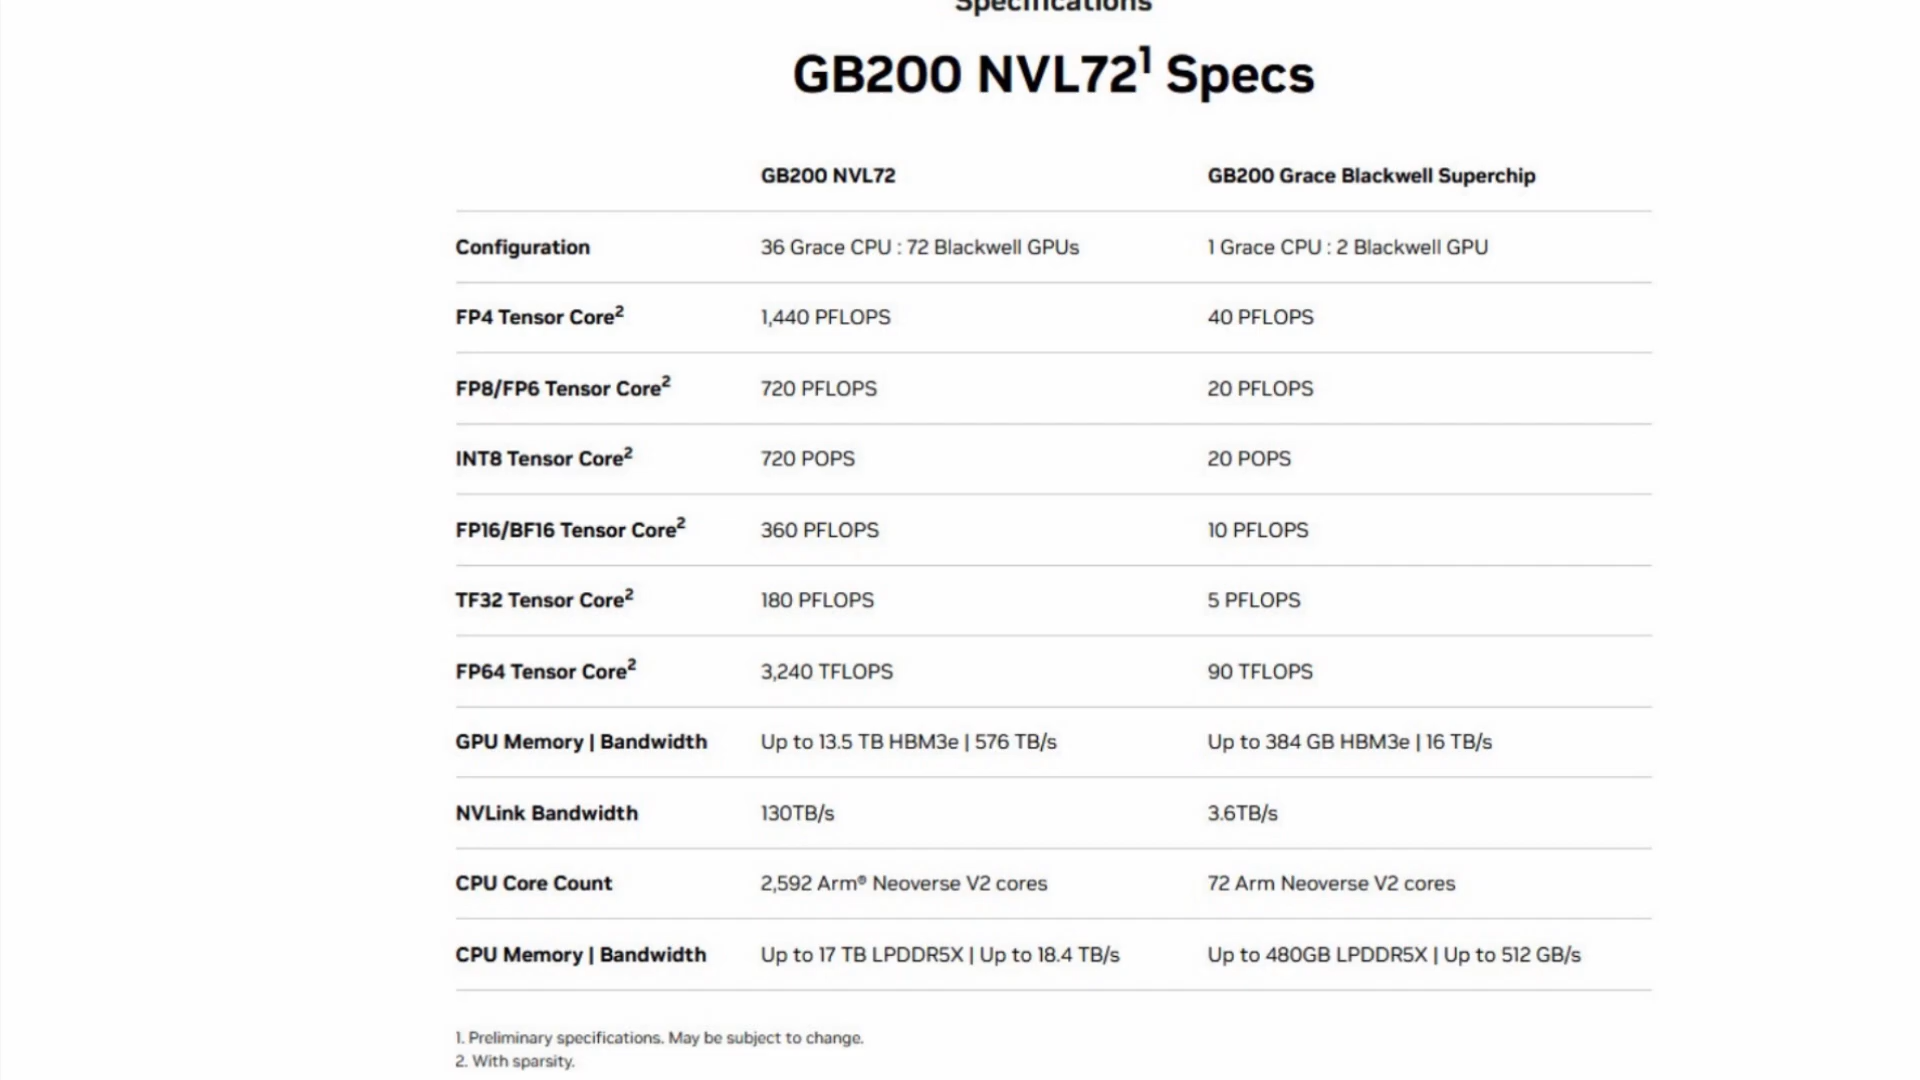 Specifications
GB200 NVL72¹ Specs
GB200 NVL72 GB200 Grace Blackwell Superchip
Configuration 36 Grace CPU : 72 Blackwell GPUs 1 Grace CPU : 2 Blackwell GPU
FP4 Tensor Core² 1,440 PFLOPS 40 PFLOPS
FP8/FP6 Tensor Core² 720 PFLOPS 20 PFLOPS
INT8 Tensor Core² 720 POPS 20 POPS
FP16/BF16 Tensor Core² 360 PFLOPS 10 PFLOPS
TF32 Tensor Core² 180 PFLOPS 5 PFLOPS
FP64 Tensor Core² 3,240 TFLOPS 90 TFLOPS
GPU Memory | Bandwidth Up to 13.5 TB HBM3e | 576 TB/s Up to 384 GB HBM3e | 16 TB/s
NVLink Bandwidth 130TB/s 3.6TB/s
CPU Core Count 2,592 Arm® Neoverse V2 cores 72 Arm Neoverse V2 cores
CPU Memory | Bandwidth Up to 17 TB LPDDR5X | Up to 18.4 TB/s Up to 480GB LPDDR5X | Up to 512 GB/s
1. Preliminary specifications. May be subject to change.
2. With sparsity.